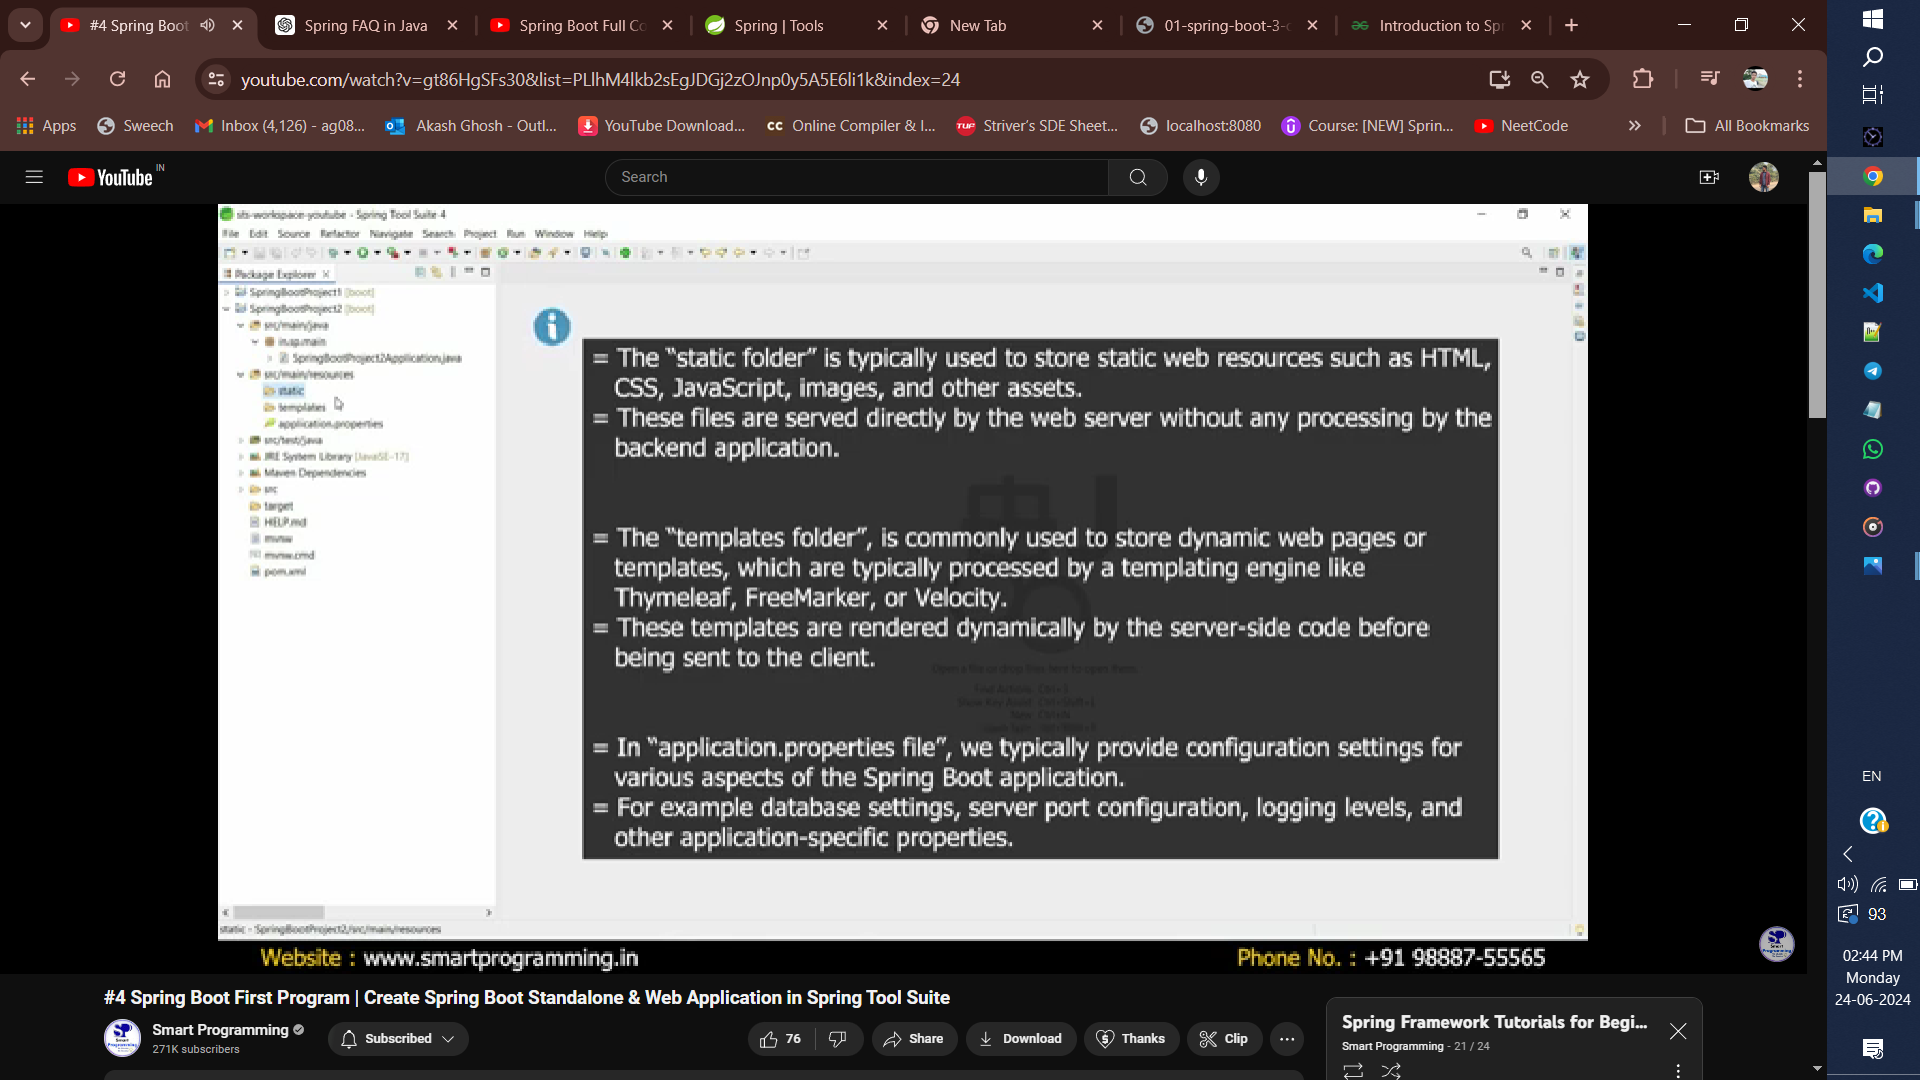 #4 Spring Boot
Spring FAQ in Java
Spring Boot Full Co
Spring | Tools
New Tab
01-spring-boot-3-c
Introduction to Spr
youtube.com/watch?v=gt86HgSFs30&list=PLlhM4lkb2sEgJDGj2zOJnp0y5A5E6li1k&index=24
Apps
Sweech
Inbox (4,126) - ag08...
Akash Ghosh - Outl...
YouTube Download...
Online Compiler & I...
Striver's SDE Sheet...
localhost:8080
Course: [NEW] Sprin...
NeetCode
All Bookmarks
YouTube IN
Search
sts-workspace-youtube - Spring Tool Suite 4
File Edit Source Refactor Navigate Search Project Run Window Help
Package Explorer
SpringBootProject1 [boot]
SpringBootProject2 [boot]
src/main/java
in.sp.main
SpringBootProject2Application.java
src/main/resources
static
templates
application.properties
src/test/java
JRE System Library [JavaSE-17]
Maven Dependencies
src
target
HELP.md
mvnw
mvnw.cmd
pom.xml
= The "static folder" is typically used to store static web resources such as HTML,
CSS, JavaScript, images, and other assets.
= These files are served directly by the web server without any processing by the
backend application.
= The "templates folder", is commonly used to store dynamic web pages or
templates, which are typically processed by a templating engine like
Thymeleaf, FreeMarker, or Velocity.
= These templates are rendered dynamically by the server-side code before
being sent to the client.
= In "application.properties file", we typically provide configuration settings for
various aspects of the Spring Boot application.
= For example database settings, server port configuration, logging levels, and
other application-specific properties.
static - SpringBootProject2/src/main/resources
Website : www.smartprogramming.in
Phone No. : +91 98887-55565
#4 Spring Boot First Program | Create Spring Boot Standalone & Web Application in Spring Tool Suite
Smart Programming
271K subscribers
Subscribed
76
Share
Download
Thanks
Clip
Spring Framework Tutorials for Begi...
Smart Programming - 21 / 24
EN
93
02:44 PM
Monday
24-06-2024